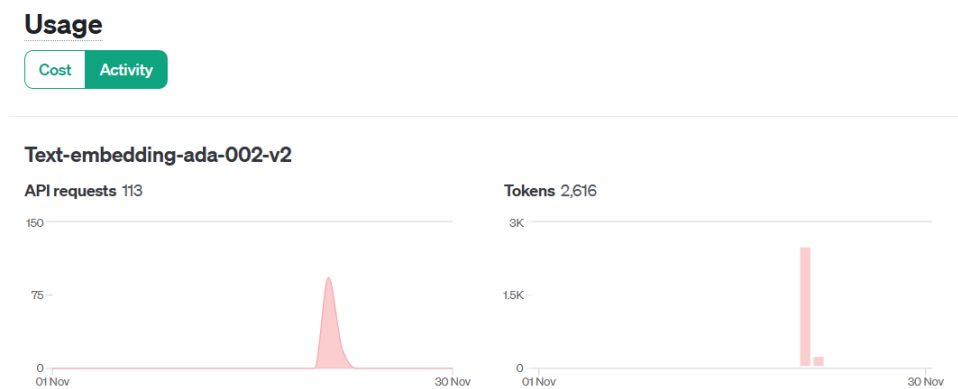 Usage
Cost Activity
Text-embedding-ada-002-v2
API requests 113
150
75
0
01 Nov 30 Nov
Tokens 2,616
3K
1.5K
0
01 Nov 30 Nov